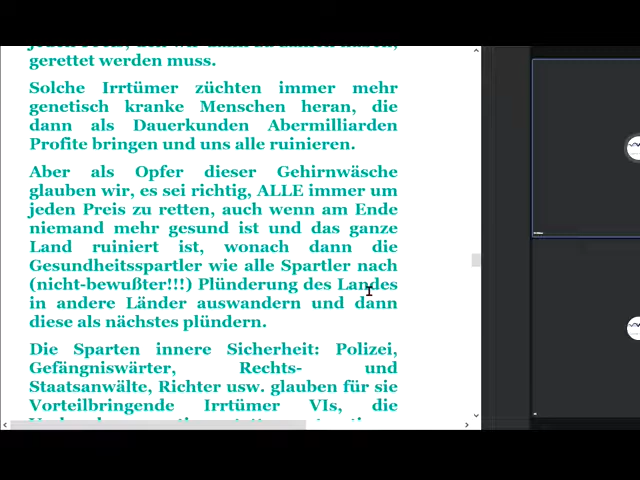 gerettet werden muss.
Solche Irrtümer züchten immer mehr
genetisch kranke Menschen heran, die
dann als Dauerkunden Abermilliarden
Profite bringen und uns alle ruinieren.
Aber als Opfer dieser Gehirnwäsche
glauben wir, es sei richtig, ALLE immer um
jeden Preis zu retten, auch wenn am Ende
niemand mehr gesund ist und das ganze
Land ruiniert ist, wonach dann die
Gesundheitsspartler wie alle Spartler nach
(nicht-bewußter!!!) Plünderung des Landes
in andere Länder auswandern und dann
diese als nächstes plündern.
Die Sparten innere Sicherheit: Polizei,
Gefängniswärter, Rechts- und
Staatsanwälte, Richter usw. glauben für sie
Vorteilbringende Irrtümer VIs, die